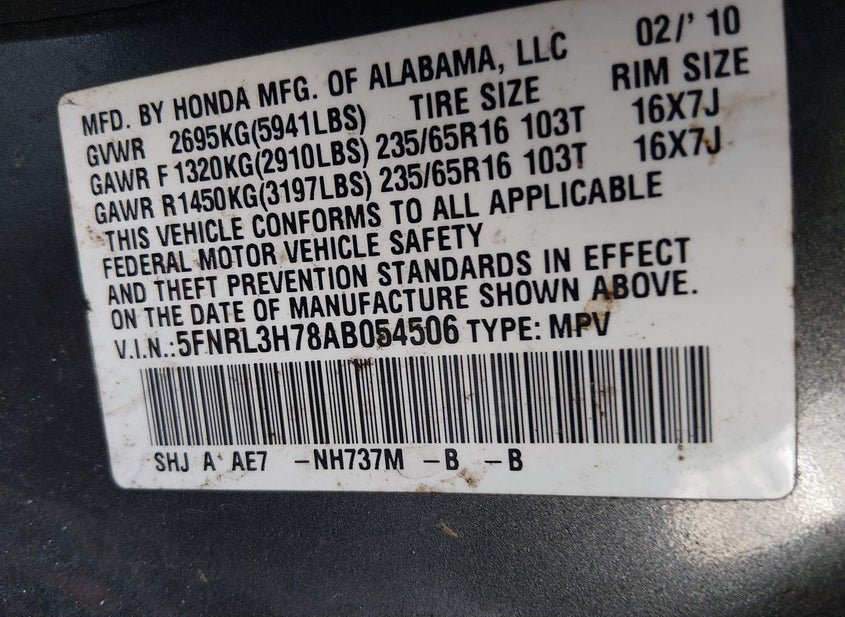 02/' 10
MFD. BY HONDA MFG. OF ALABAMA, LLC
TIRE SIZE RIM SIZE
GVWR 2695KG(5941LBS)
GAWR F 1320KG(2910LBS) 235/65R16 103T 16X7J
GAWR R1450KG(3197LBS) 235/65R16 103T 16X7J
THIS VEHICLE CONFORMS TO ALL APPLICABLE
FEDERAL MOTOR VEHICLE SAFETY
AND THEFT PREVENTION STANDARDS IN EFFECT
ON THE DATE OF MANUFACTURE SHOWN ABOVE.
V.I.N.:5FNRL3H78AB054506 TYPE: MPV
SHJ A AE7 -NH737M -B -B